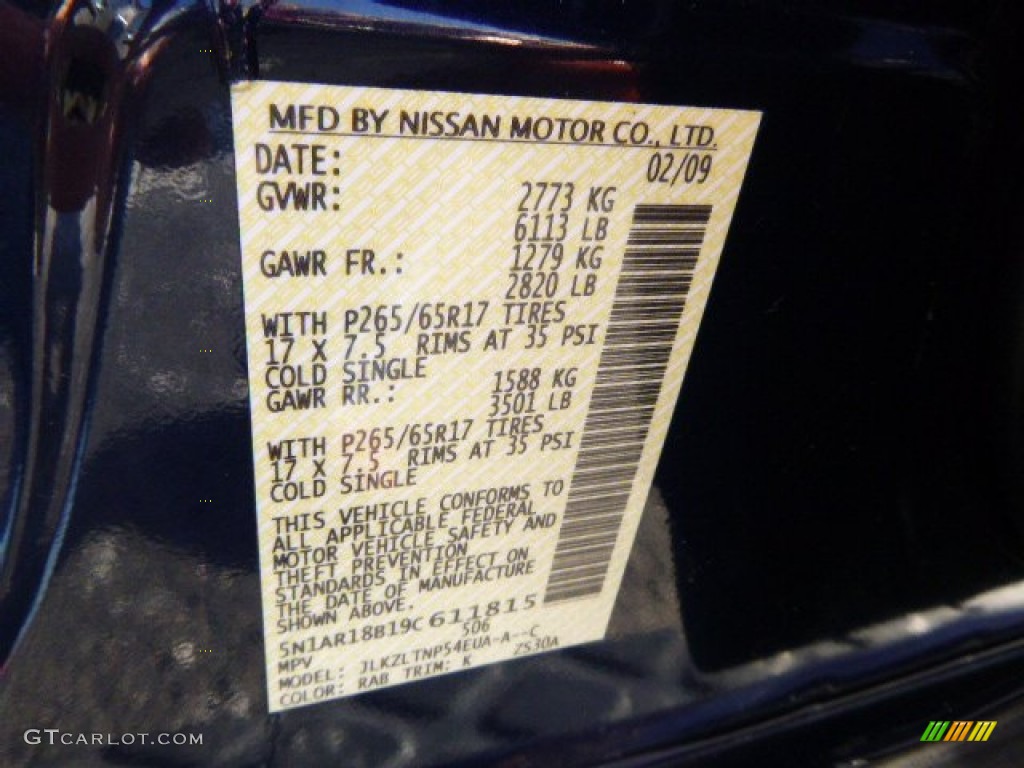 MFD BY NISSAN MOTOR CO., LTD.
DATE: 02/09
GVWR: 2773 KG
6113 LB
GAWR FR.: 1279 KG
2820 LB
WITH P265/65R17 TIRES
17 X 7.5 RIMS AT 35 PSI
COLD SINGLE
GAWR RR.: 1588 KG
3501 LB
WITH P265/65R17 TIRES
17 X 7.5 RIMS AT 35 PSI
COLD SINGLE
THIS VEHICLE CONFORMS TO
ALL APPLICABLE FEDERAL
MOTOR VEHICLE SAFETY AND
THEFT PREVENTION
STANDARDS IN EFFECT ON
THE DATE OF MANUFACTURE
SHOWN ABOVE.
5N1AR18B19C611815
MPV 506
MODEL: JLKZLTNP54EUA-A--C
COLOR: RAB TRIM: K ZS30A
GTCARLOT.COM